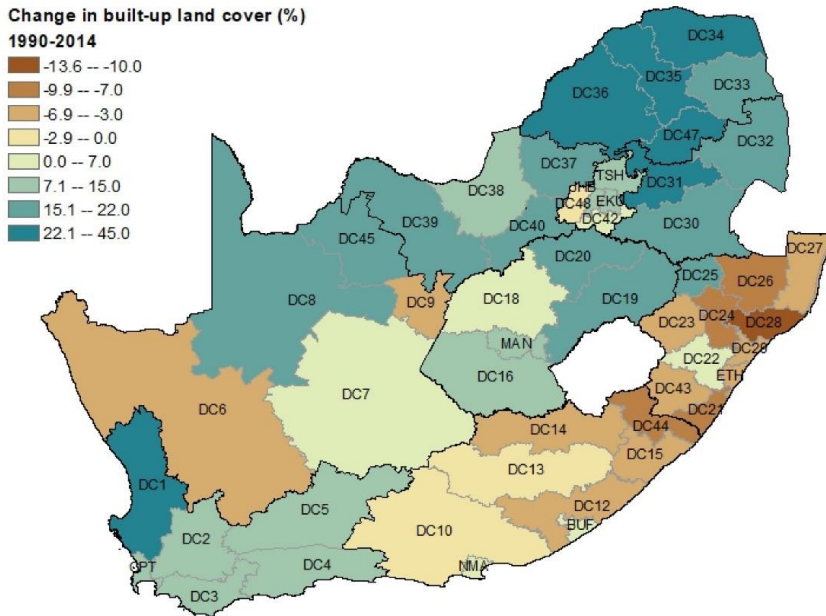 Change in built-up land cover (%)
1990-2014
-13.6 -- -10.0
-9.9 -- -7.0
-6.9 -- -3.0
-2.9 -- 0.0
0.0 -- 7.0
7.1 -- 15.0
15.1 -- 22.0
22.1 -- 45.0
DC34
DC35
DC36
DC33
DC47
DC32
DC37
TSH
DC38
JHB
DC31
EKU
DC48
DC42
DC39
DC40
DC30
DC45
DC20
DC27
DC25
DC26
DC8
DC9
DC18
DC19
DC24
DC28
DC23
MAN
DC29
DC22
DC16
ETH
DC7
DC6
DC43
DC21
DC44
DC14
DC15
DC13
DC1
DC12
DC5
BUF
DC2
DC10
DC4
CPT
NMA
DC3